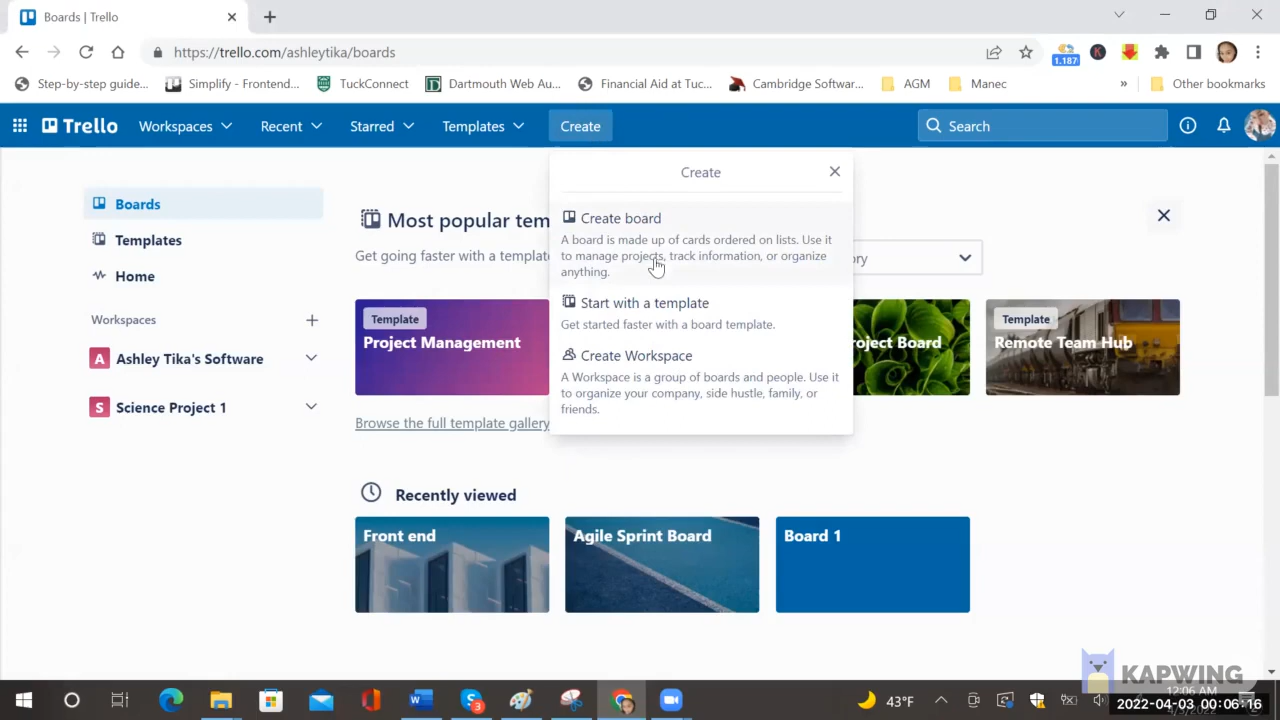 Boards | Trello
https://trello.com/ashleytika/boards
1.187
Step-by-step guide...
Simplify - Frontend...
TuckConnect
Dartmouth Web Au...
Financial Aid at Tuc...
Cambridge Softwar...
AGM
Manec
»
Other bookmarks
Trello
Workspaces
Recent
Starred
Templates
Create
Search
Boards
Templates
Home
Workspaces
A Ashley Tika's Software
S Science Project 1
Most popular tem
Get going faster with a template
ory
Create
Create board
A board is made up of cards ordered on lists. Use it
to manage projects, track information, or organize
anything.
Start with a template
Get started faster with a board template.
Create Workspace
A Workspace is a group of boards and people. Use it
to organize your company, side hustle, family, or
friends.
Template
Project Management
roject Board
Template
Remote Team Hub
Browse the full template gallery
Recently viewed
Front end
Agile Sprint Board
Board 1
KAPWING
43°F
12:06 AM
2022-04-03 00:06:16